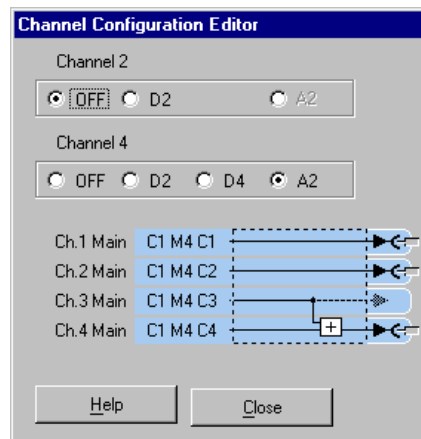 Channel Configuration Editor
Channel 2
OFF D2 A2
Channel 4
OFF D2 D4 A2
Ch.1 Main C1 M4 C1
Ch.2 Main C1 M4 C2
Ch.3 Main C1 M4 C3
Ch.4 Main C1 M4 C4
+
Help Close